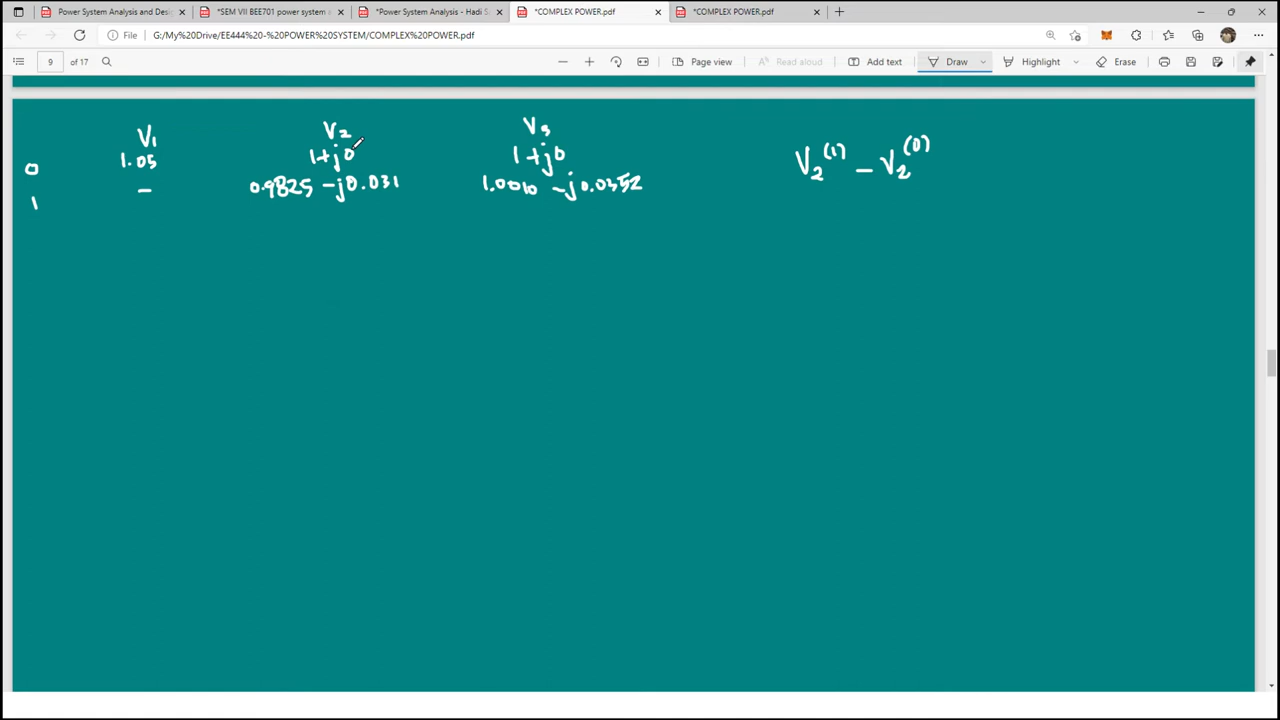 Power System Analysis and Desi
*SEM VII BEE701 power system a
*Power System Analysis - Hadi S
*COMPLEX POWER.pdf
*COMPLEX POWER.pdf
File
G:/My%20Drive/EE444%20-%20POWER%20SYSTEM/COMPLEX%20POWER.pdf
9 of 17
Page view
Read aloud
Add text
Draw
Highlight
Erase
V₁ V₂ V₃
0 1.05 1+j0 1+j0
1 - 0.9825 -j0.031 1.0010 -j0.0352
V₂⁽¹⁾ - V₂⁽⁰⁾